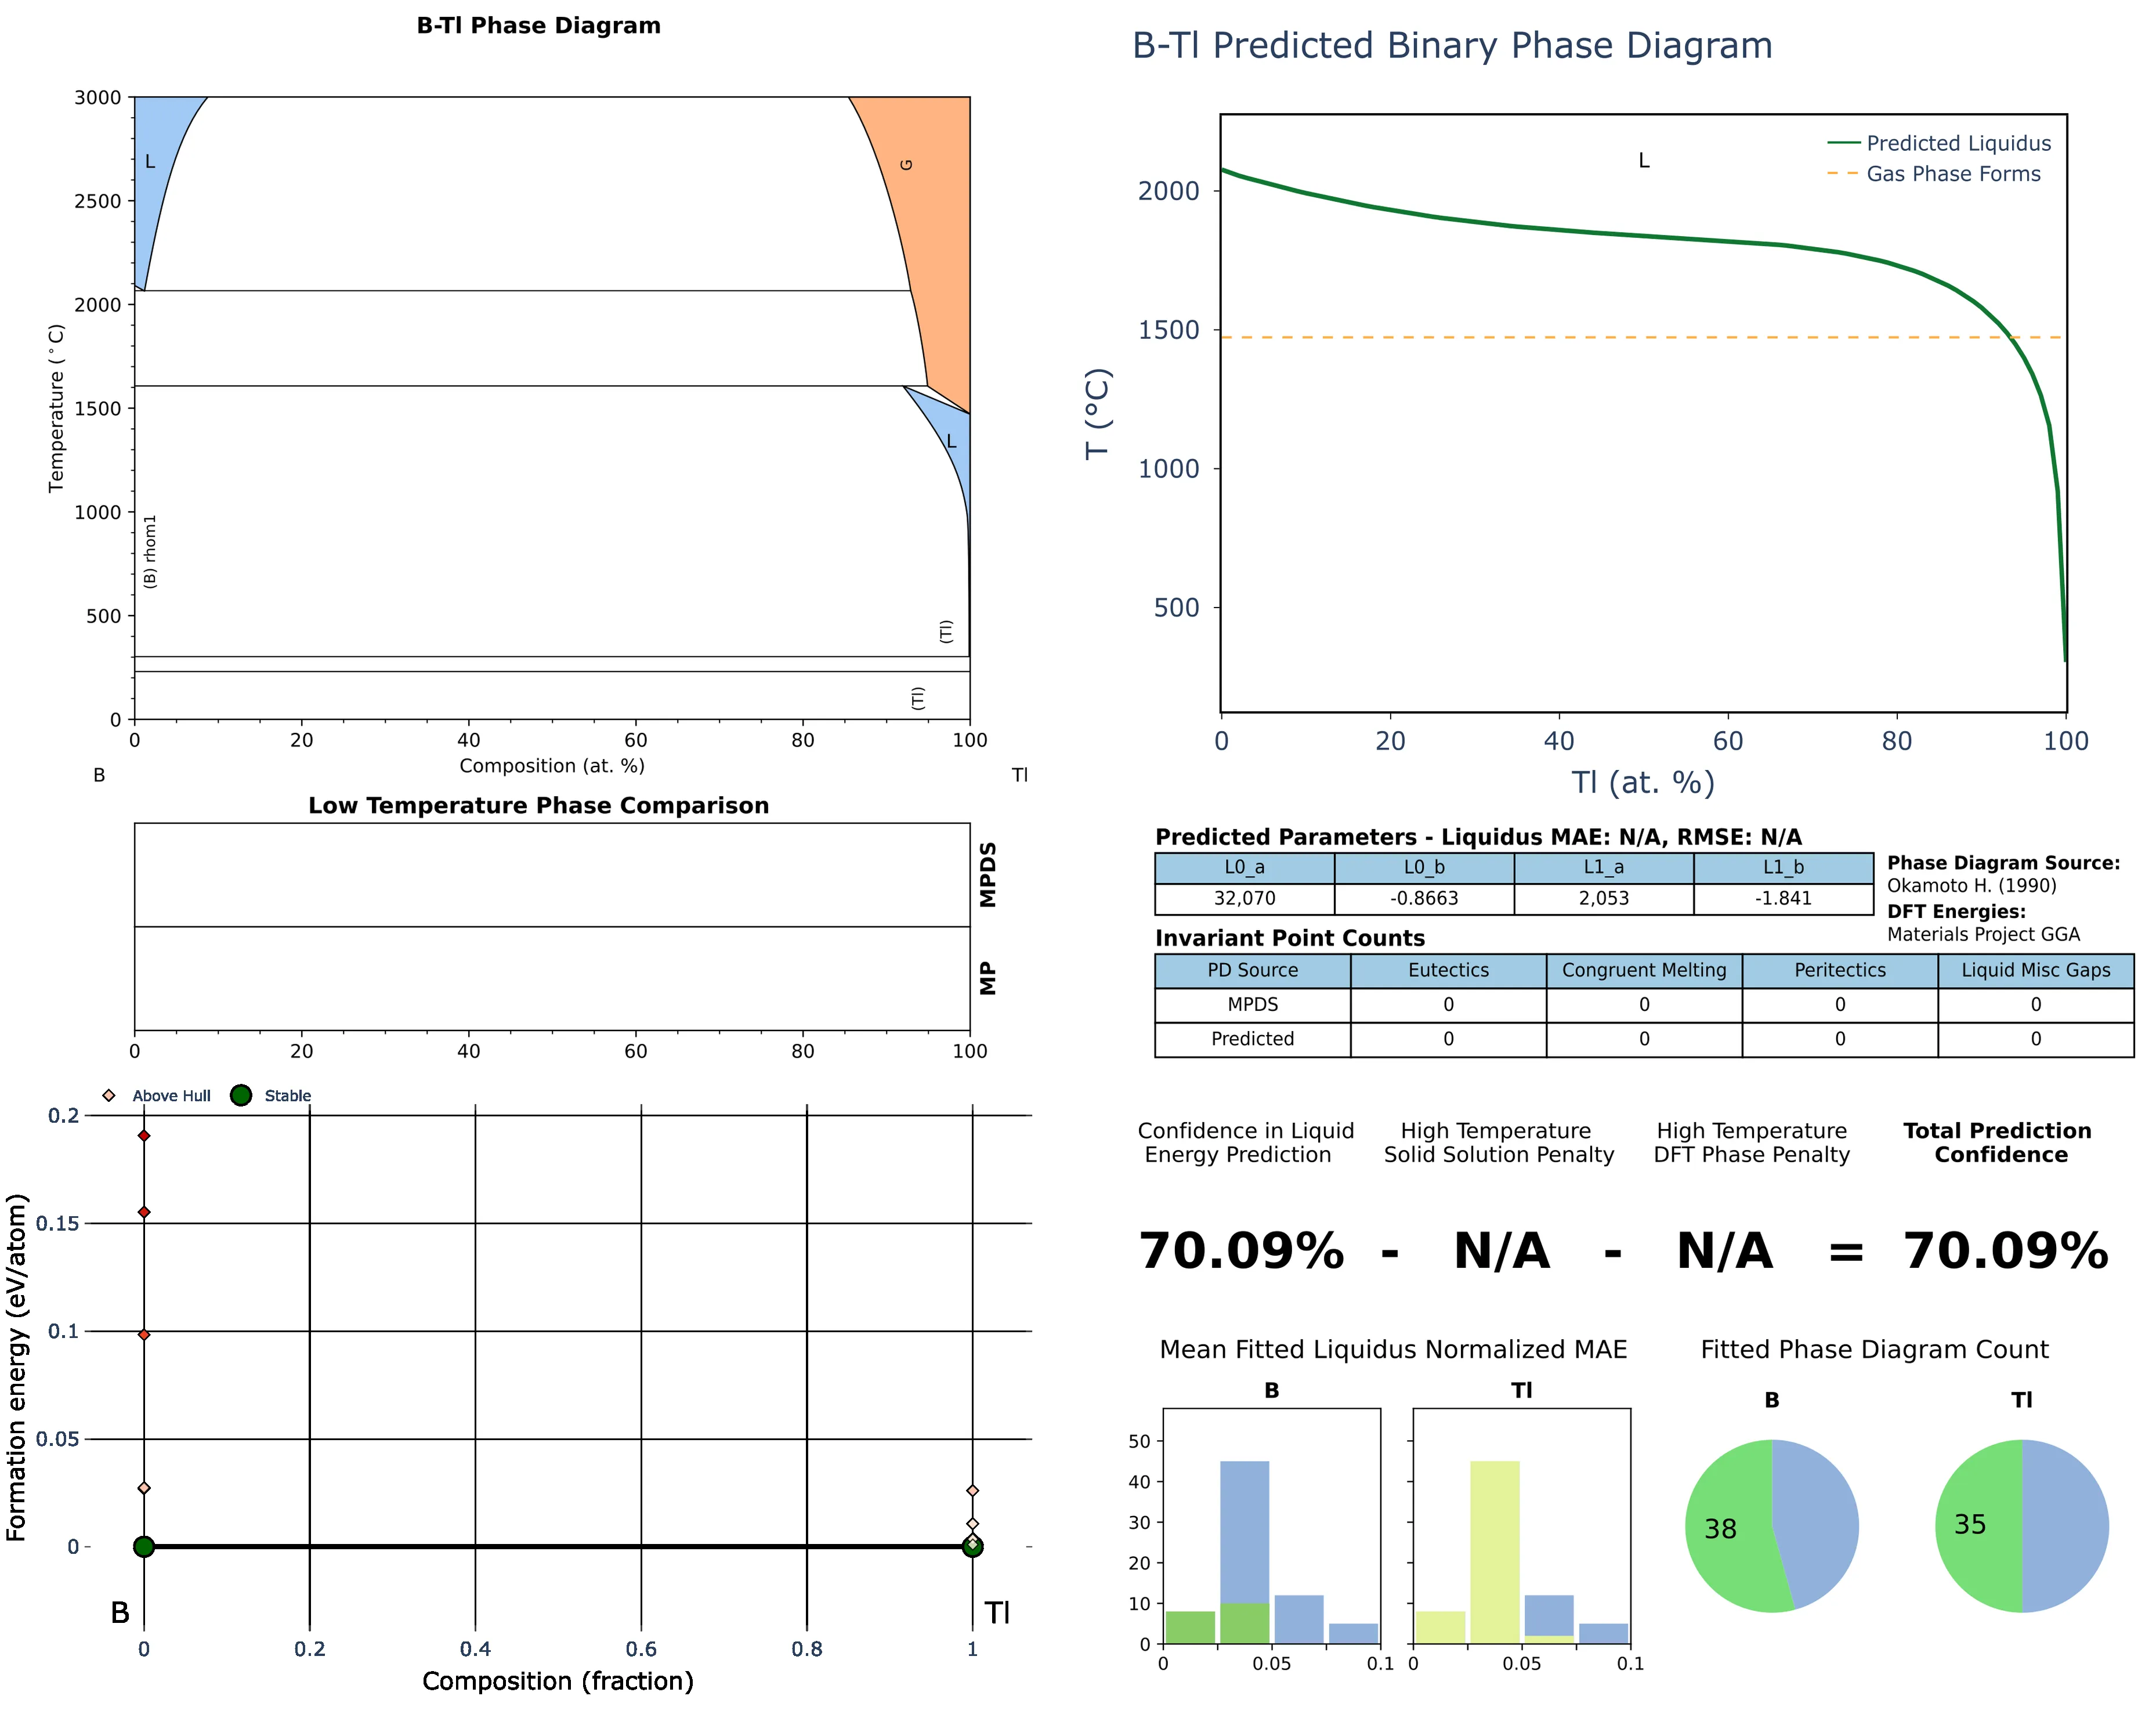 B-Tl Phase Diagram
3000
2500
2000
1500
1000
500
0
Temperature (°C)
L
G
L
(B) rhom1
(Tl)
(Tl)
0 20 40 60 80 100
Composition (at. %)
B Tl
Low Temperature Phase Comparison
MPDS
MP
0 20 40 60 80 100
Above Hull Stable
0.2
0.15
0.1
0.05
0
Formation energy (eV/atom)
B Tl
0 0.2 0.4 0.6 0.8 1
Composition (fraction)
B-Tl Predicted Binary Phase Diagram
L
Predicted Liquidus
Gas Phase Forms
2000
1500
1000
500
T (°C)
0 20 40 60 80 100
Tl (at. %)
Predicted Parameters - Liquidus MAE: N/A, RMSE: N/A
L0_a L0_b L1_a L1_b
32,070 -0.8663 2,053 -1.841
Phase Diagram Source:
Okamoto H. (1990)
DFT Energies:
Materials Project GGA
Invariant Point Counts
PD Source Eutectics Congruent Melting Peritectics Liquid Misc Gaps
MPDS 0 0 0 0
Predicted 0 0 0 0
Confidence in Liquid
Energy Prediction
High Temperature
Solid Solution Penalty
High Temperature
DFT Phase Penalty
Total Prediction
Confidence
70.09% - N/A - N/A = 70.09%
Mean Fitted Liquidus Normalized MAE
B Tl
50
40
30
20
10
0
0 0.05 0.1 0 0.05 0.1
Fitted Phase Diagram Count
B Tl
38 35